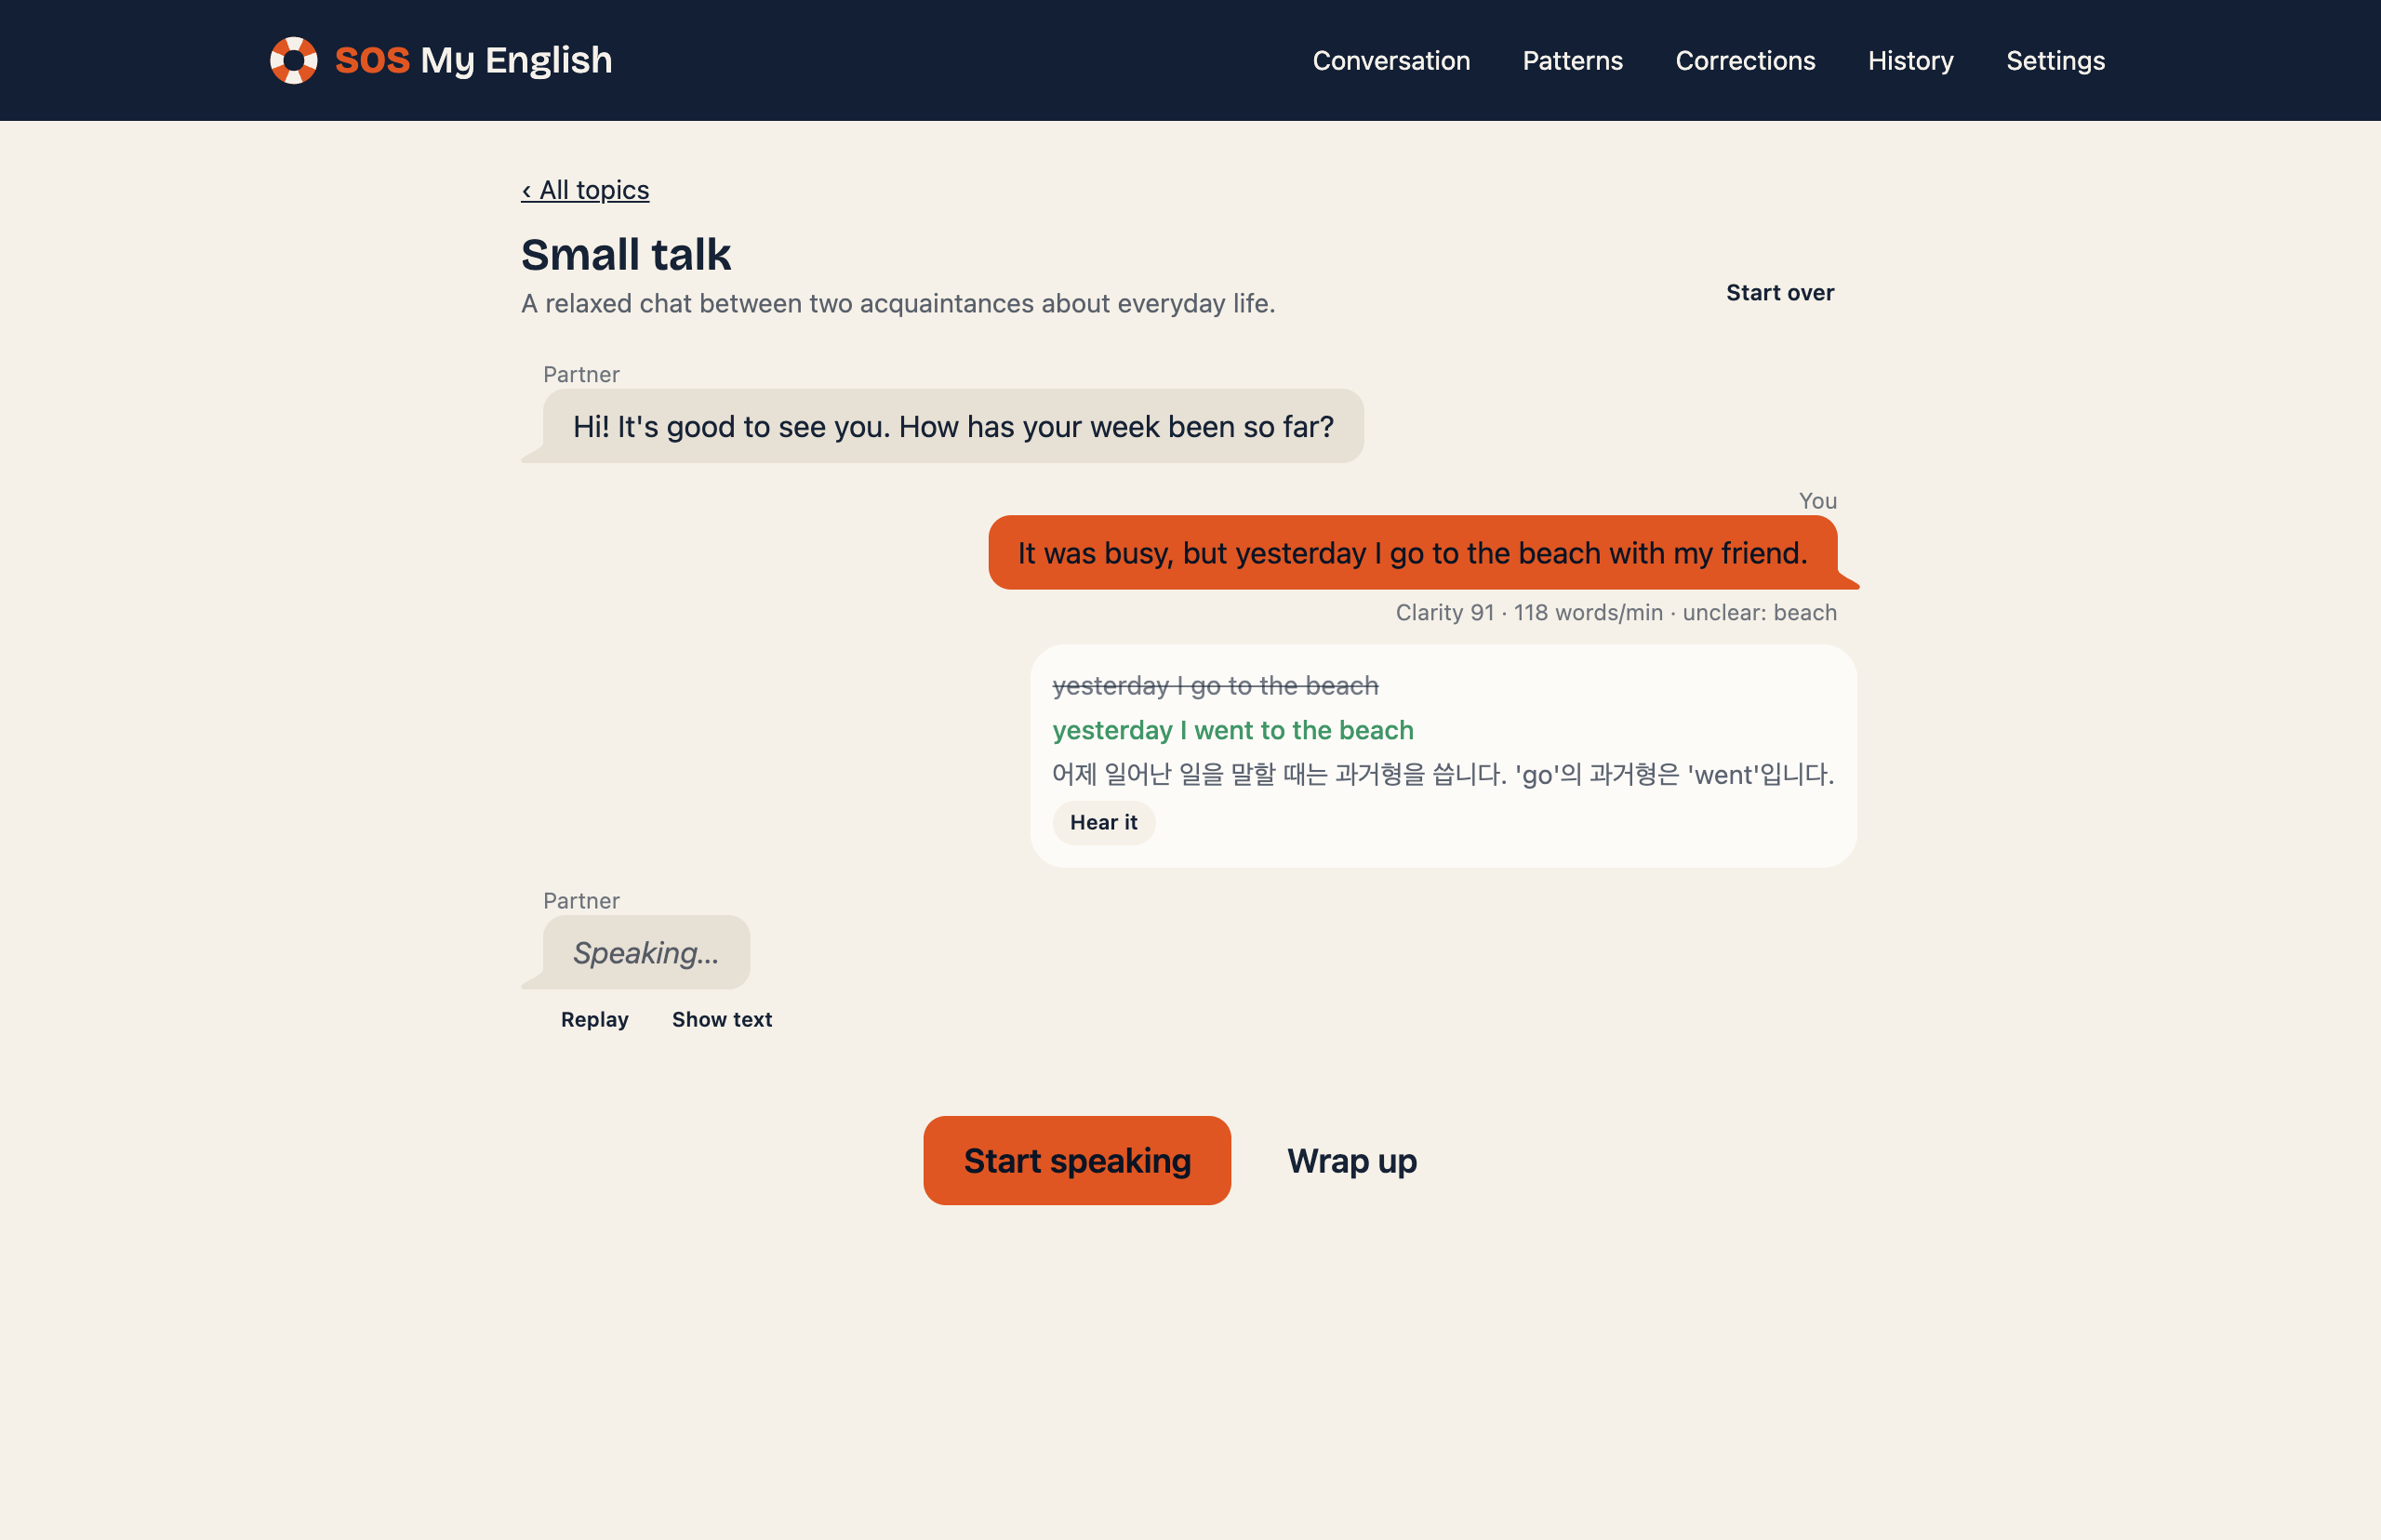 SOS My English
Conversation Patterns Corrections History Settings
‹ All topics
Small talk
A relaxed chat between two acquaintances about everyday life.
Start over
Partner
Hi! It's good to see you. How has your week been so far?
You
It was busy, but yesterday I go to the beach with my friend.
Clarity 91 · 118 words/min · unclear: beach
yesterday I go to the beach
yesterday I went to the beach
어제 일어난 일을 말할 때는 과거형을 씁니다. 'go'의 과거형은 'went'입니다.
Hear it
Partner
Speaking...
Replay Show text
Start speaking Wrap up